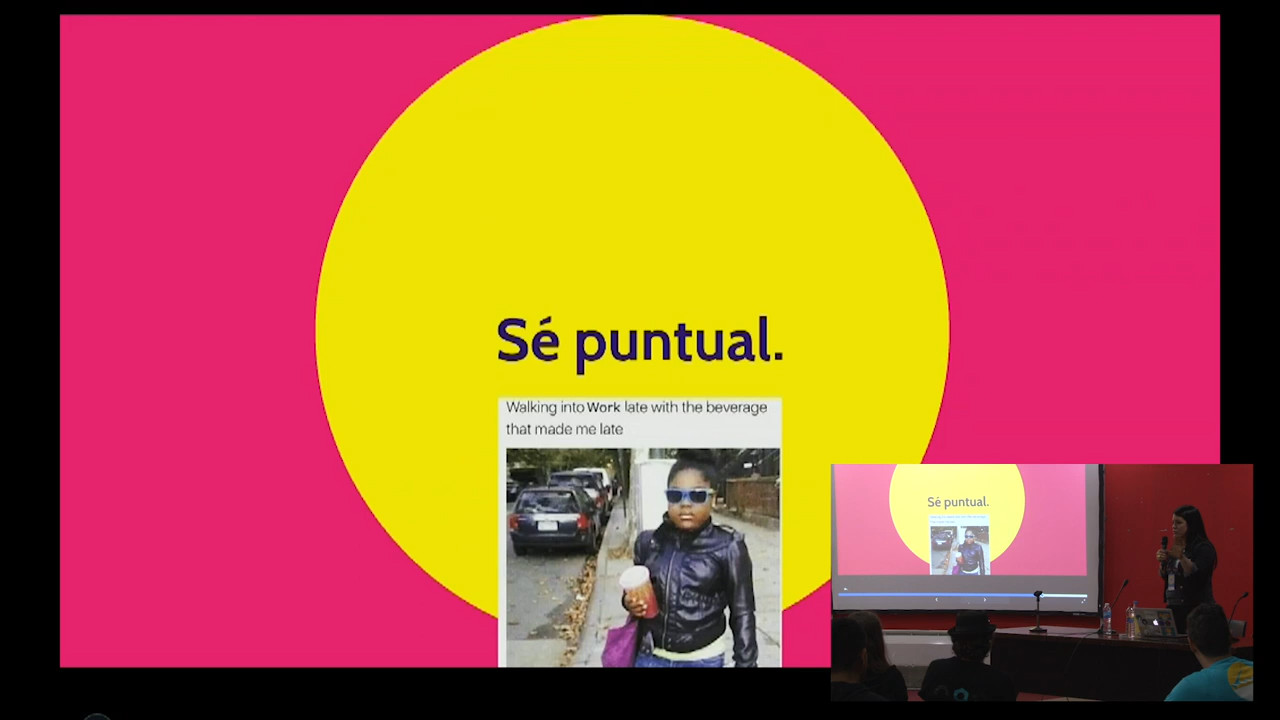 Sé puntual.
Walking into Work late with the beverage
that made me late
Sé puntual.